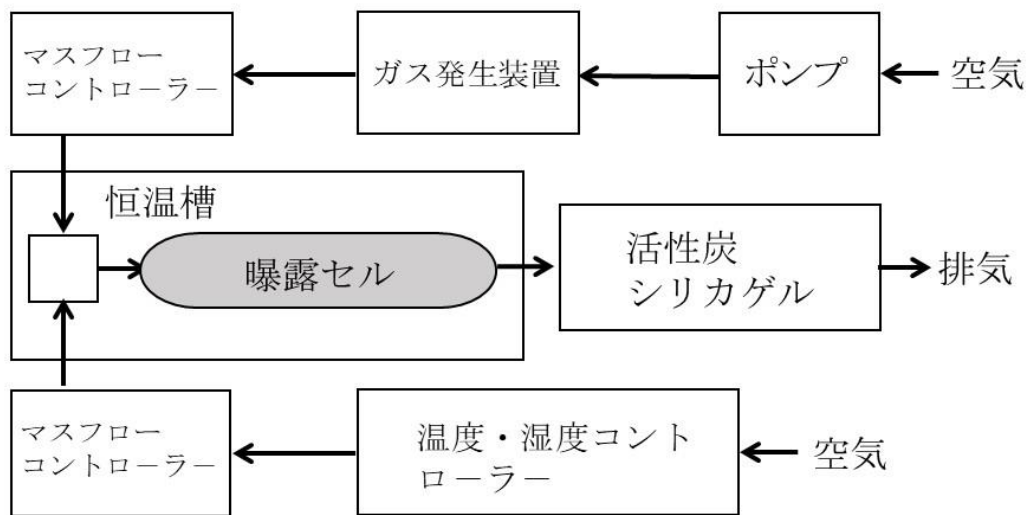 マスフロー
コントローラー
ガス発生装置
ポンプ
空気
恒温槽
曝露セル
活性炭
シリカゲル
排気
マスフロー
コントローラー
温度・湿度コント
ローラー
空気